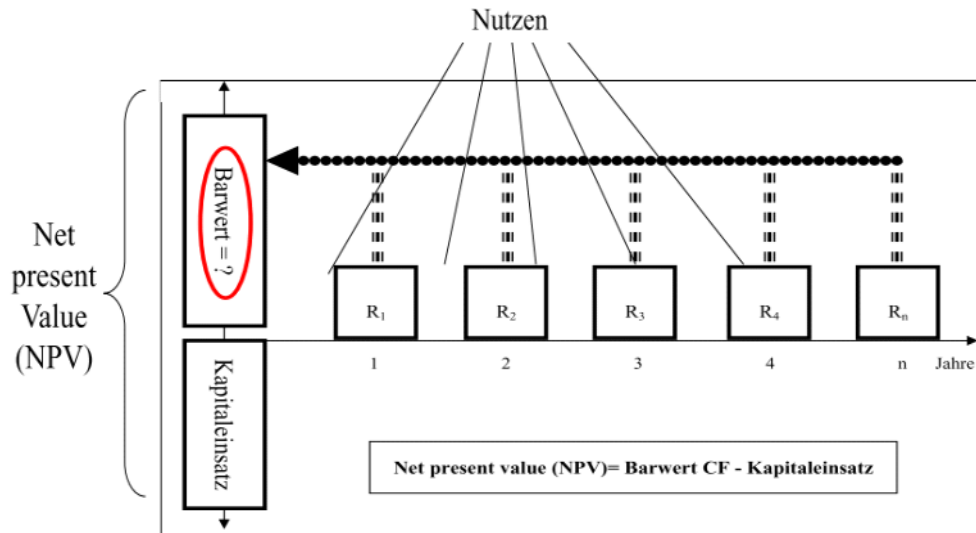 Nutzen
Net
present
Value
(NPV)
Barwert = ?
Kapitaleinsatz
R₁
R₂
R₃
R₄
Rₙ
1
2
3
4
n
Jahre
Net present value (NPV)= Barwert CF - Kapitaleinsatz